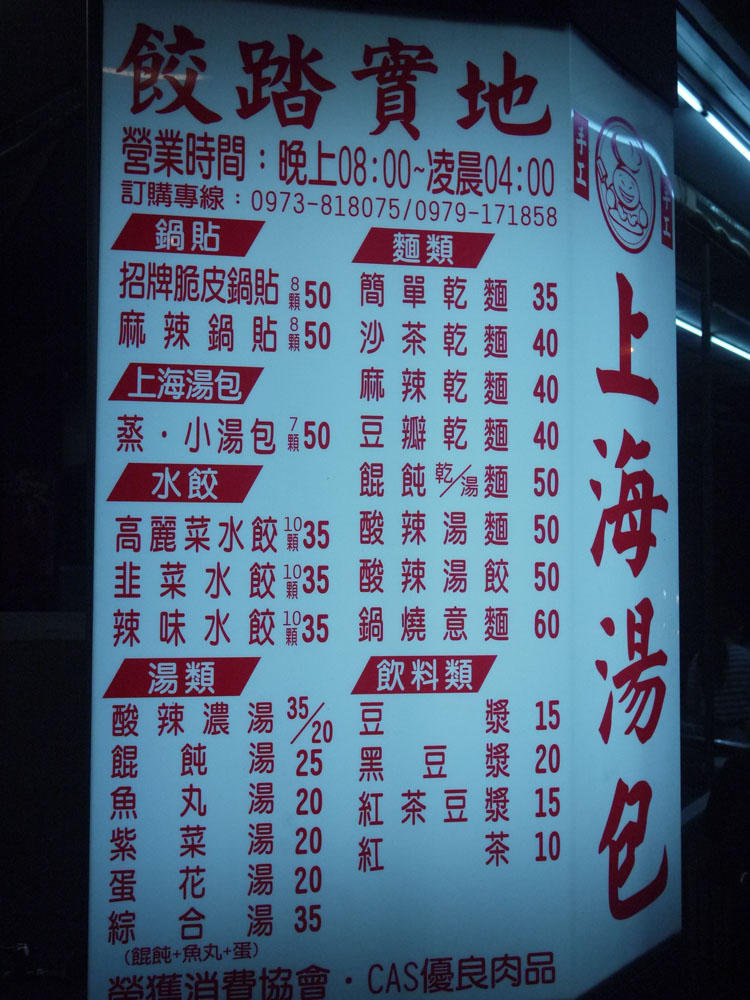 餃踏實地
營業時間：晚上08:00~凌晨04:00
訂購專線：0973-818075/0979-171858
鍋貼
招牌脆皮鍋貼 8顆 50
麻辣鍋貼 8顆 50
上海湯包
蒸·小湯包 7顆 50
水餃
高麗菜水餃 10顆 35
韭菜水餃 10顆 35
辣味水餃 10顆 35
湯類
酸辣濃湯 35/20
餛飩湯 25
魚丸湯 20
紫菜湯 20
蛋花湯 20
綜合湯 35
(餛飩+魚丸+蛋)
麵類
簡單乾麵 35
沙茶乾麵 40
麻辣乾麵 40
豆瓣乾麵 40
餛飩乾/湯麵 50
酸辣湯麵 50
酸辣湯餃 50
鍋燒意麵 60
飲料類
豆漿 15
黑豆漿 20
紅茶豆漿 15
紅茶 10
榮獲消費協會·CAS優良肉品
手工
手工
上海湯包